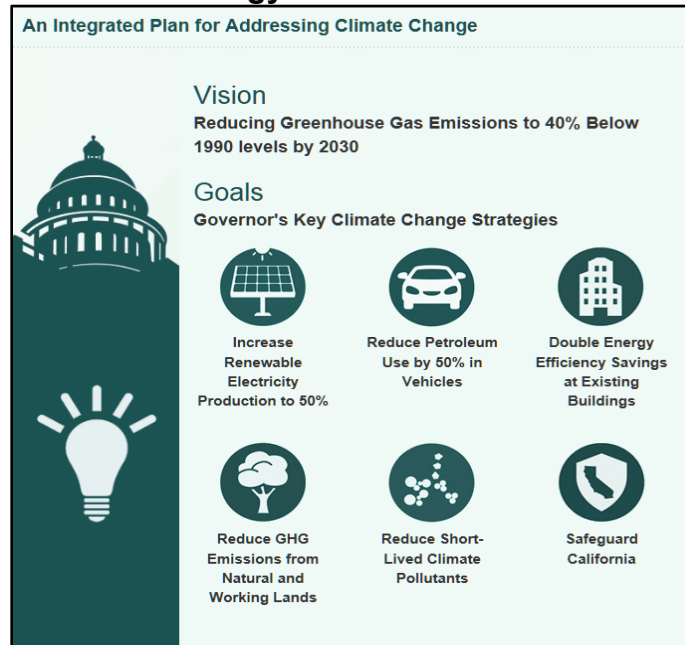 An Integrated Plan for Addressing Climate Change
Vision
Reducing Greenhouse Gas Emissions to 40% Below
1990 levels by 2030
Goals
Governor's Key Climate Change Strategies
Increase
Renewable
Electricity
Production to 50%
Reduce Petroleum
Use by 50% in
Vehicles
Double Energy
Efficiency Savings
at Existing
Buildings
Reduce GHG
Emissions from
Natural and
Working Lands
Reduce Short-
Lived Climate
Pollutants
Safeguard
California